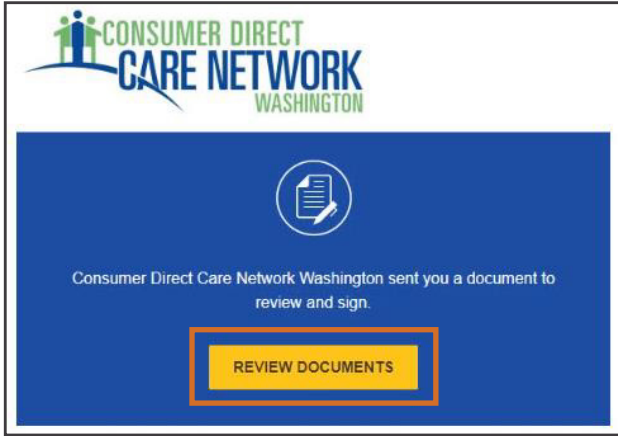 CONSUMER DIRECT
CARE NETWORK
WASHINGTON
Consumer Direct Care Network Washington sent you a document to
review and sign.
REVIEW DOCUMENTS